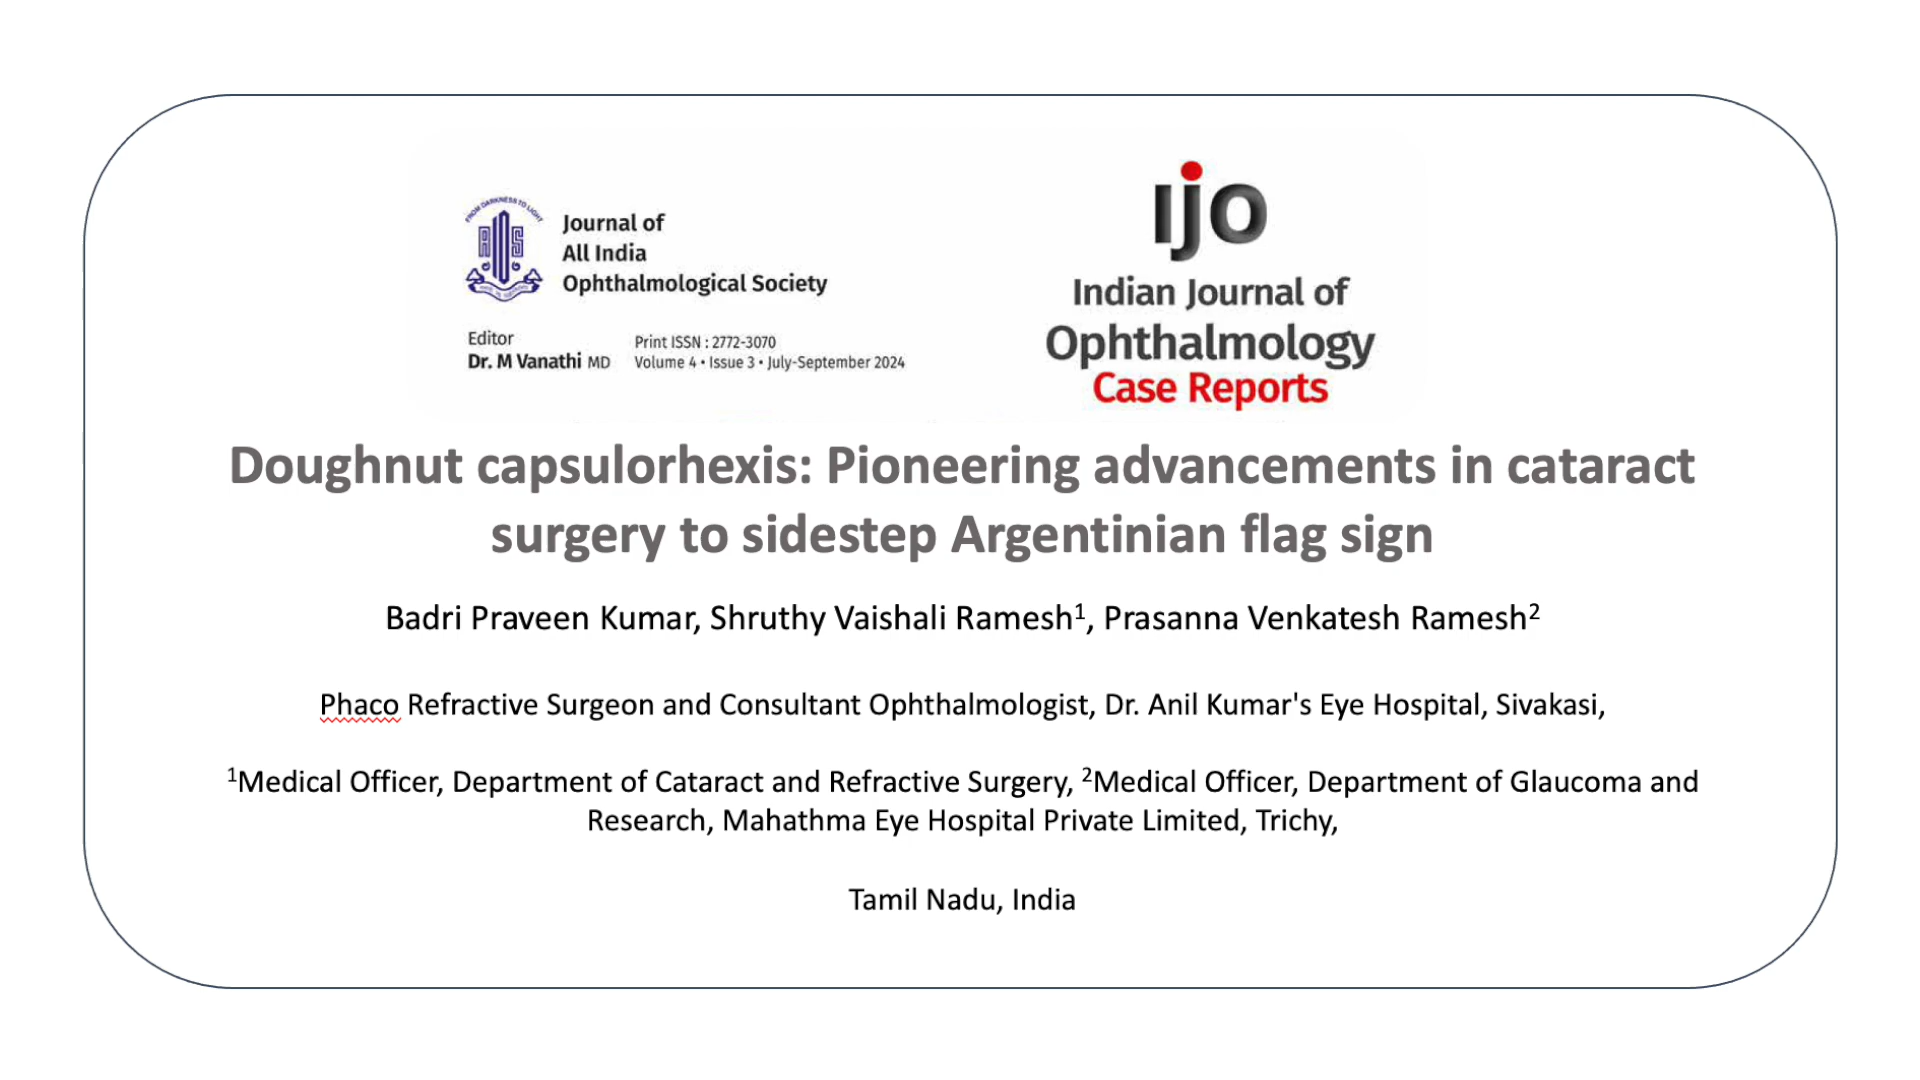 FROM DARKNESS TO LIGHT
Journal of
All India
Ophthalmological Society
Editor
Dr. M Vanathi MD
Print ISSN : 2772-3070
Volume 4 • Issue 3 • July-September 2024
Ijo
Indian Journal of
Ophthalmology
Case Reports
Doughnut capsulorhexis: Pioneering advancements in cataract
surgery to sidestep Argentinian flag sign
Badri Praveen Kumar, Shruthy Vaishali Ramesh¹, Prasanna Venkatesh Ramesh²
Phaco Refractive Surgeon and Consultant Ophthalmologist, Dr. Anil Kumar's Eye Hospital, Sivakasi,
¹Medical Officer, Department of Cataract and Refractive Surgery, ²Medical Officer, Department of Glaucoma and
Research, Mahathma Eye Hospital Private Limited, Trichy,
Tamil Nadu, India